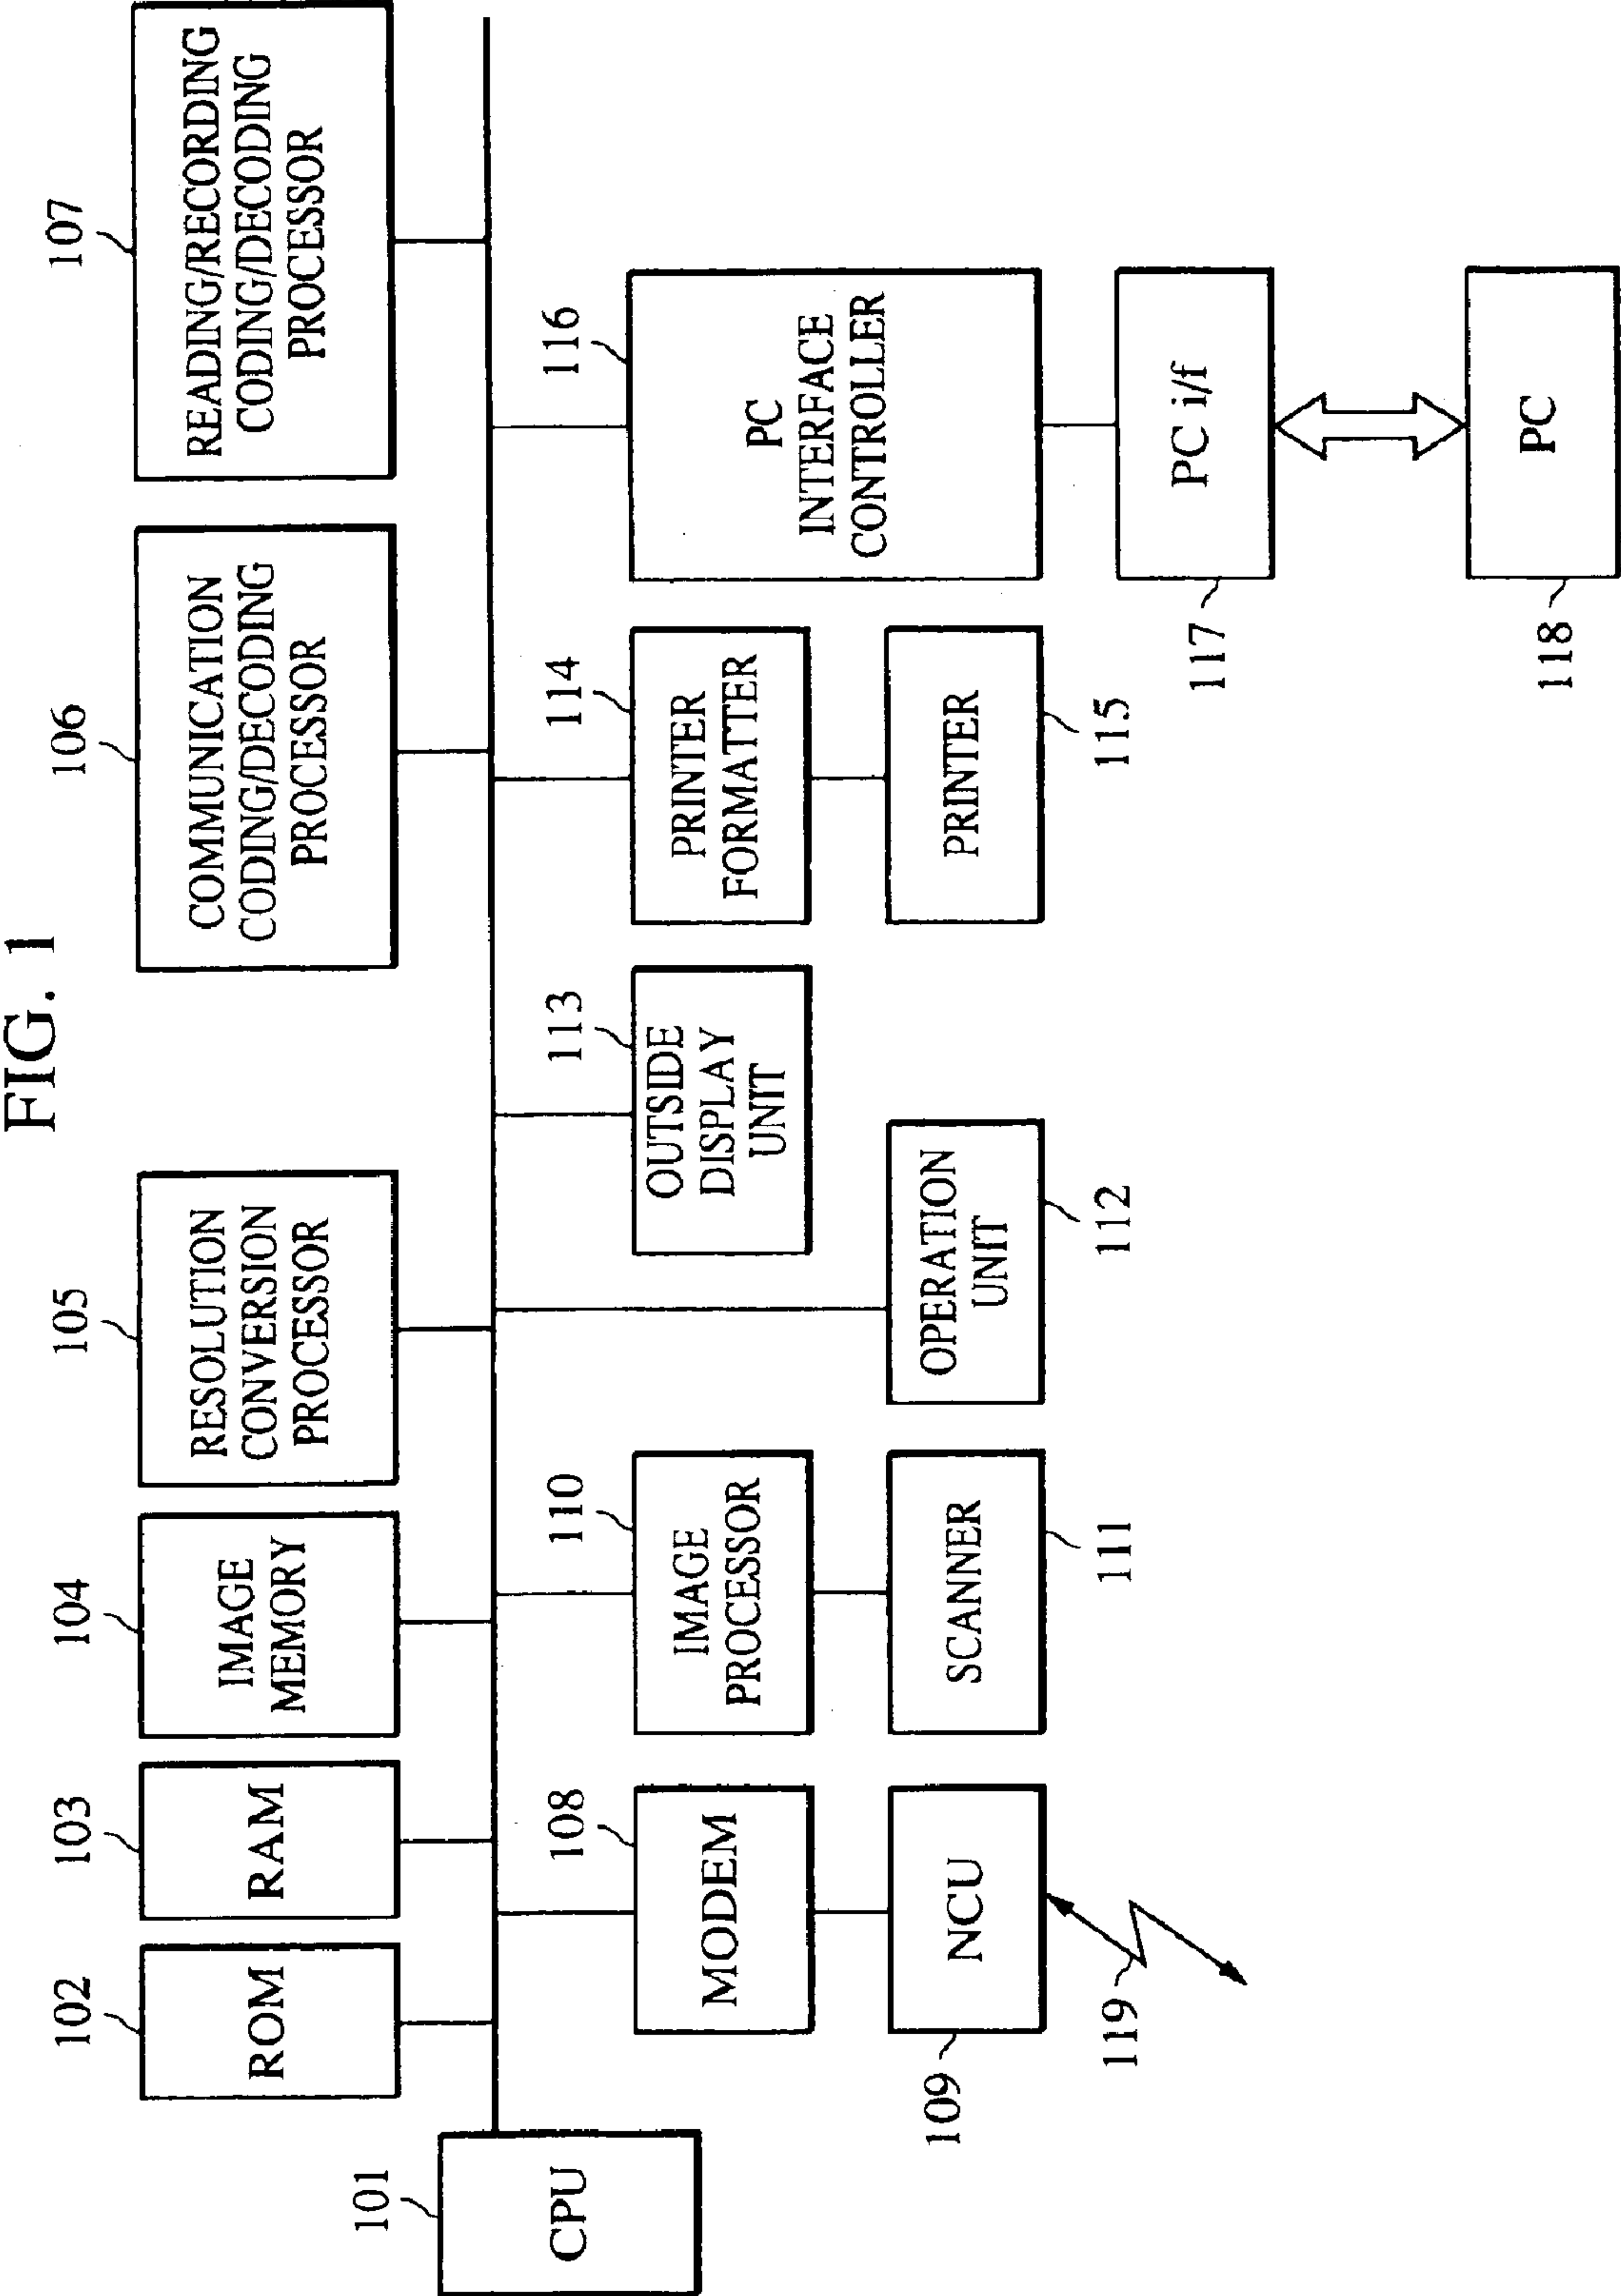 FIG. 1
101
CPU
102
ROM
103
RAM
104
IMAGE
MEMORY
105
RESOLUTION
CONVERSION
PROCESSOR
106
COMMUNICATION
CODING/DECODING
PROCESSOR
107
READING/RECORDING
CODING/DECODING
PROCESSOR
108
MODEM
109
NCU
119
110
IMAGE
PROCESSOR
SCANNER
111
OPERATION
UNIT
112
113
OUTSIDE
DISPLAY
UNIT
114
PRINTER
FORMATTER
PRINTER
115
116
PC
INTERFACE
CONTROLLER
PC i/f
117
PC
118